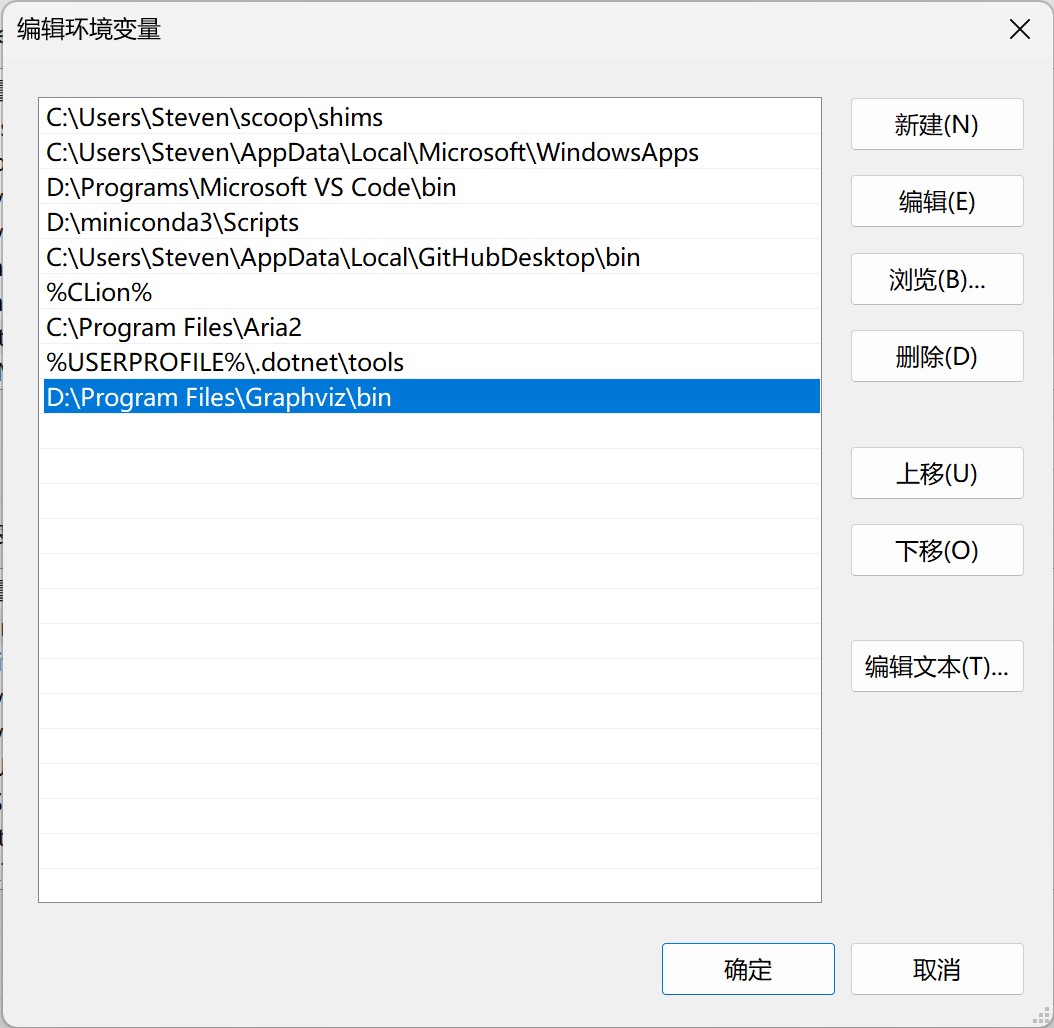 编辑环境变量
C:\Users\Steven\scoop\shims
C:\Users\Steven\AppData\Local\Microsoft\WindowsApps
D:\Programs\Microsoft VS Code\bin
D:\miniconda3\Scripts
C:\Users\Steven\AppData\Local\GitHubDesktop\bin
%CLion%
C:\Program Files\Aria2
%USERPROFILE%\.dotnet\tools
D:\Program Files\Graphviz\bin
新建(N)
编辑(E)
浏览(B)...
删除(D)
上移(U)
下移(O)
编辑文本(T)...
确定
取消